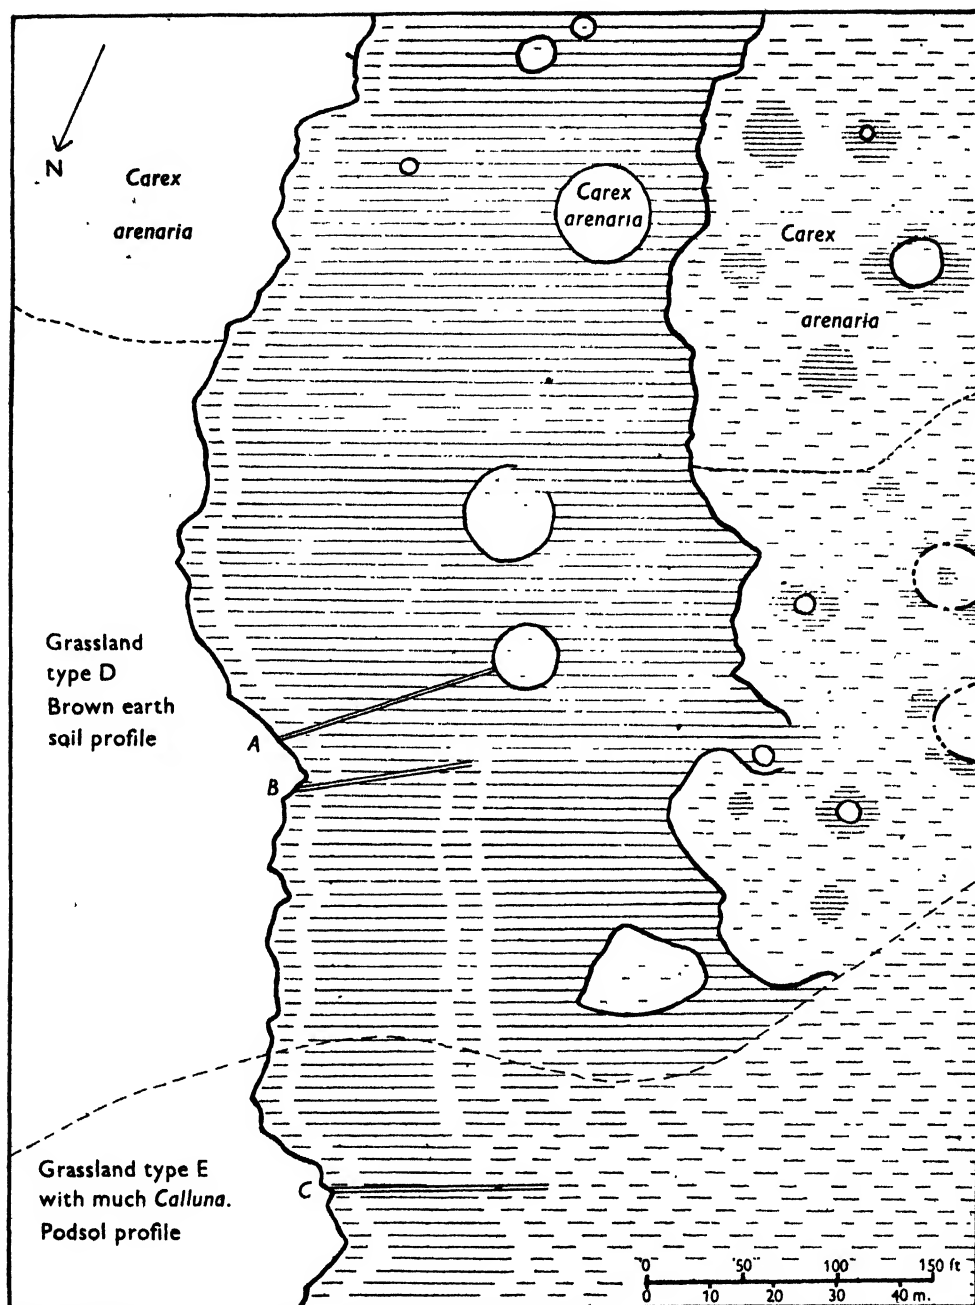 N
Carex
arenaria
Carex
arenaria
Carex
arenaria
Grassland
type D
Brown earth
soil profile
A
B
Grassland type E
with much Calluna.
Podsol profile
C
0 50 100 150 ft
0 10 20 30 40 m.